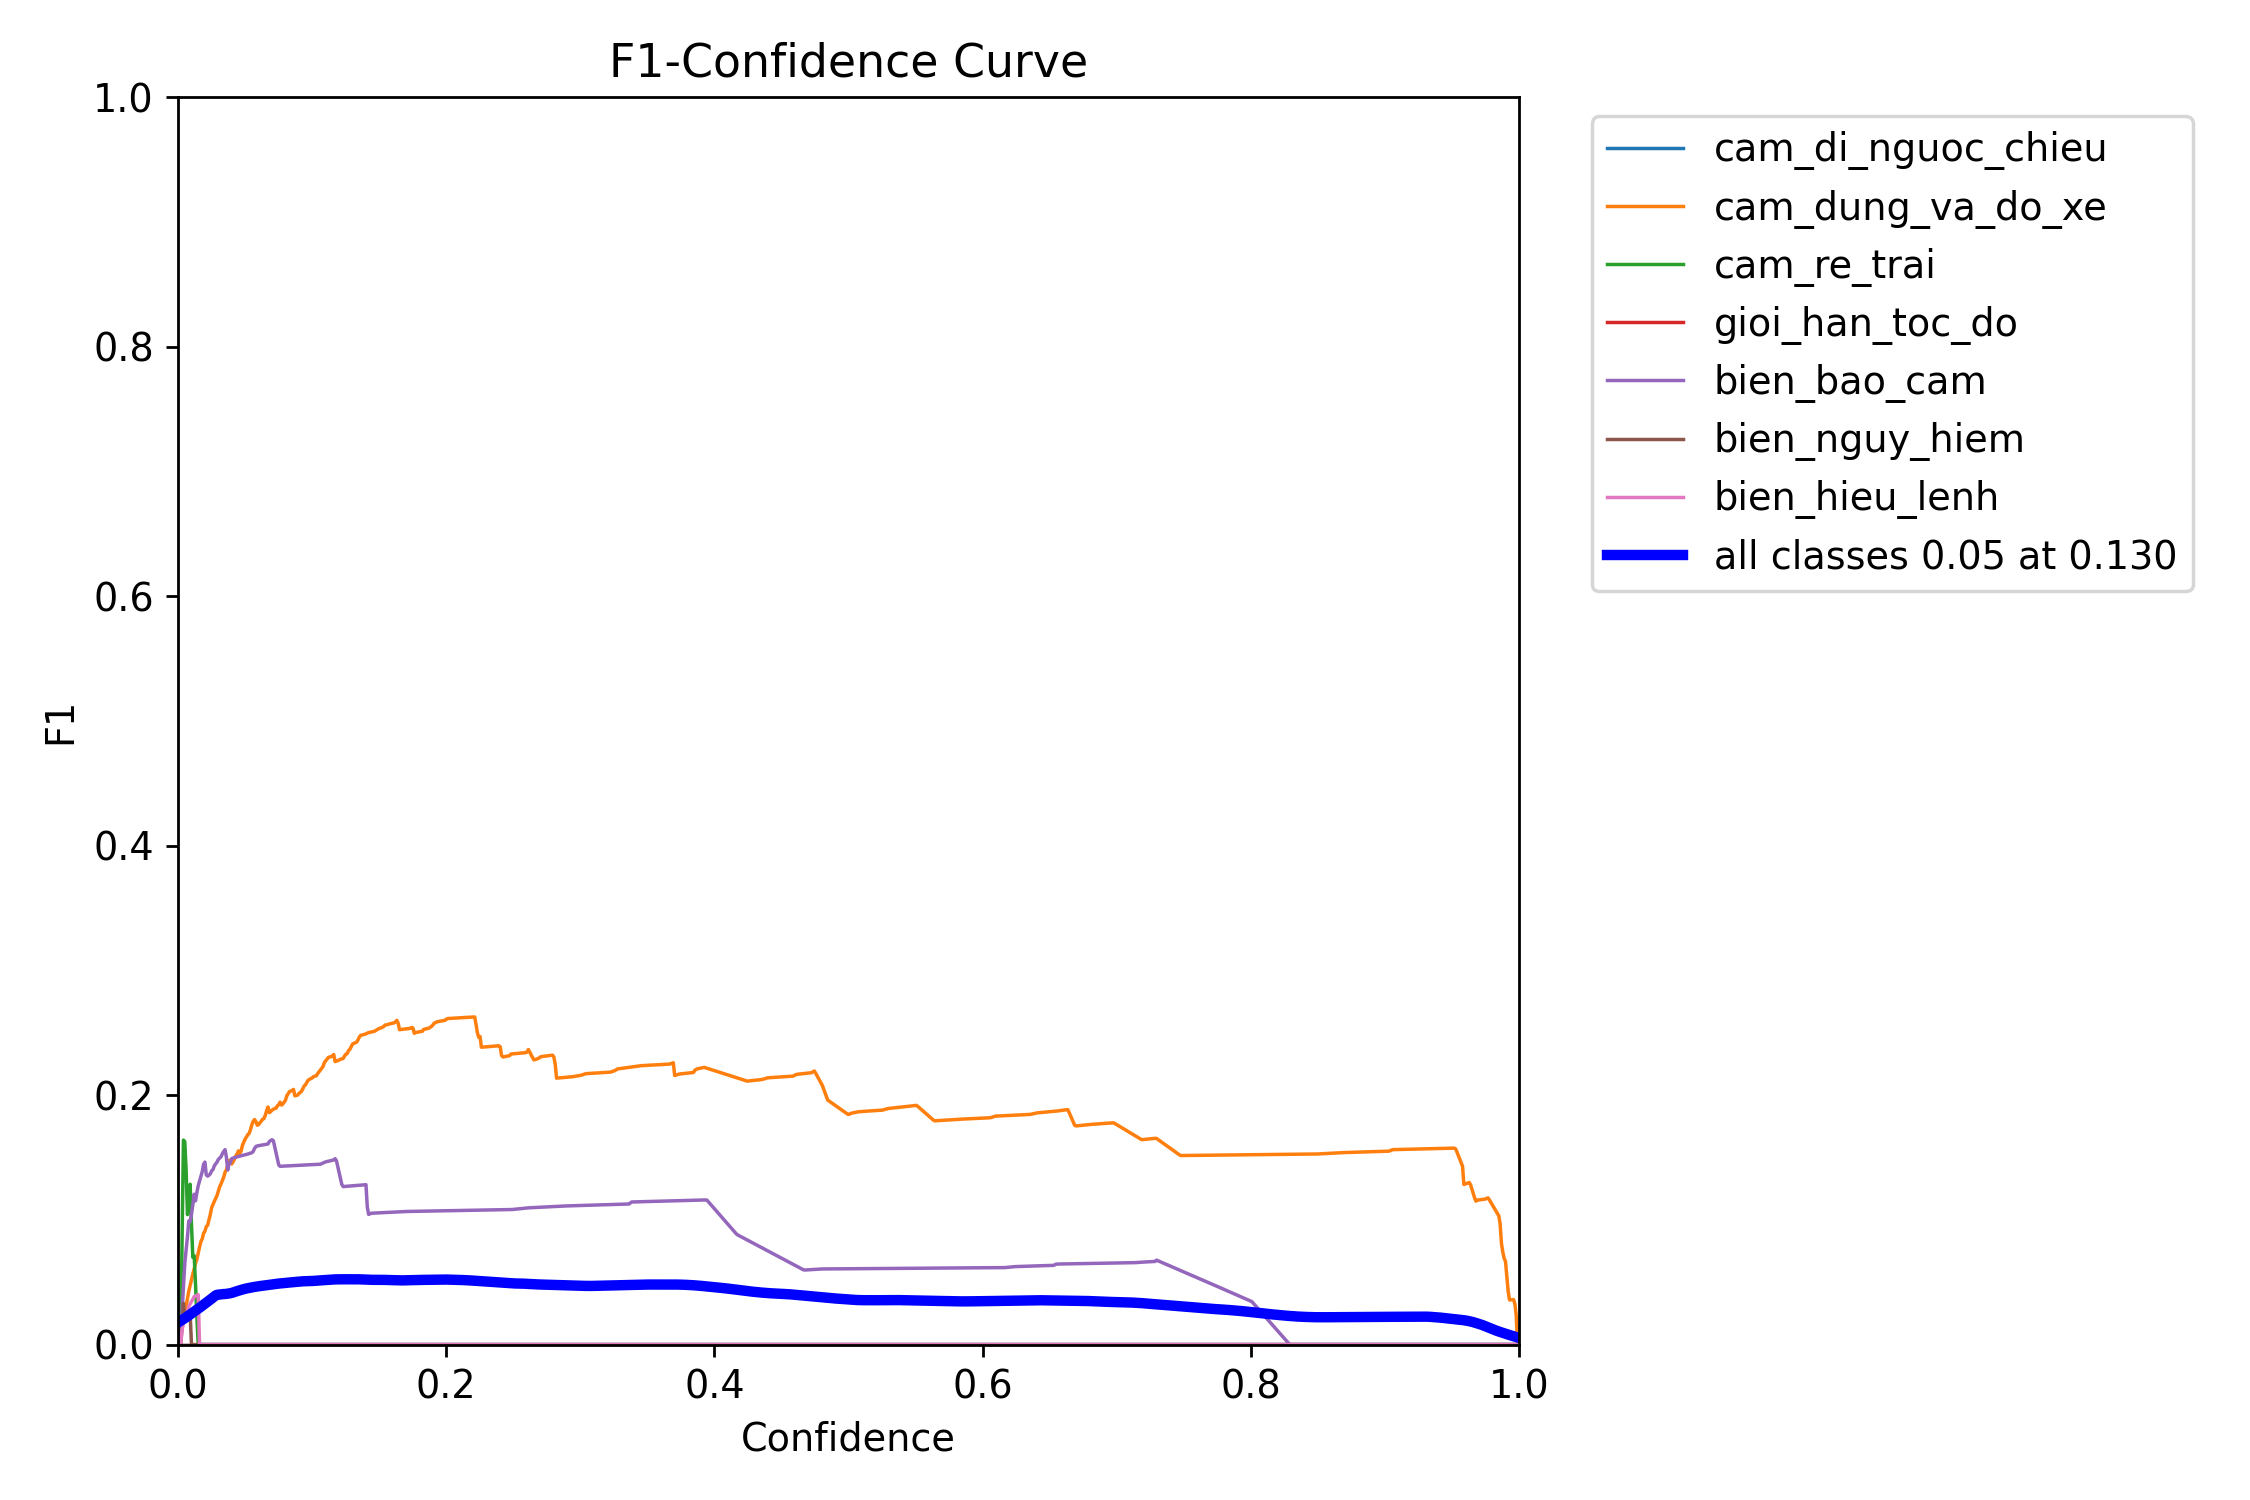 F1-Confidence Curve
1.0
0.8
0.6
0.4
0.2
0.0
F1
0.0 0.2 0.4 0.6 0.8 1.0
Confidence
cam_di_nguoc_chieu
cam_dung_va_do_xe
cam_re_trai
gioi_han_toc_do
bien_bao_cam
bien_nguy_hiem
bien_hieu_lenh
all classes 0.05 at 0.130